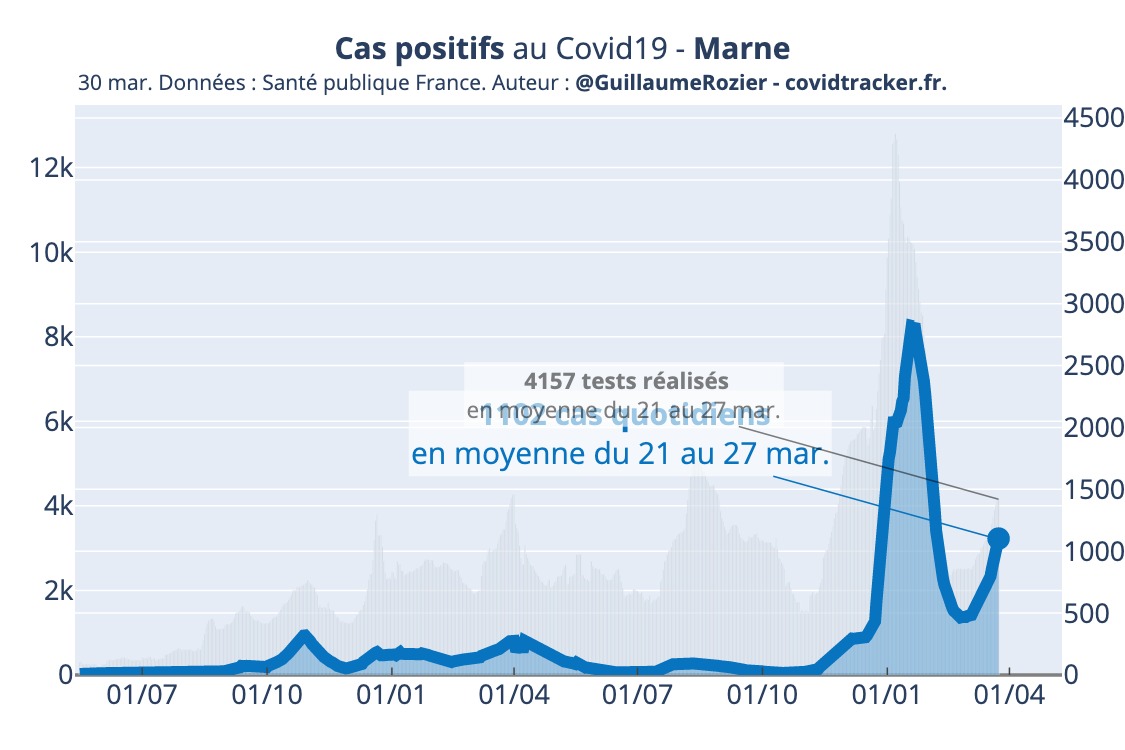 Cas positifs au Covid19 - Marne
30 mar. Données : Santé publique France. Auteur : @GuillaumeRozier - covidtracker.fr.
4500
12k
4000
3500
10k
3000
8k
2500
4157 tests réalisés
en moyenne du 21 au 27 mar.
1102 cas quotidiens
6k
2000
en moyenne du 21 au 27 mar.
1500
4k
1000
2k
500
0
0
01/07 01/10 01/01 01/04 01/07 01/10 01/01 01/04